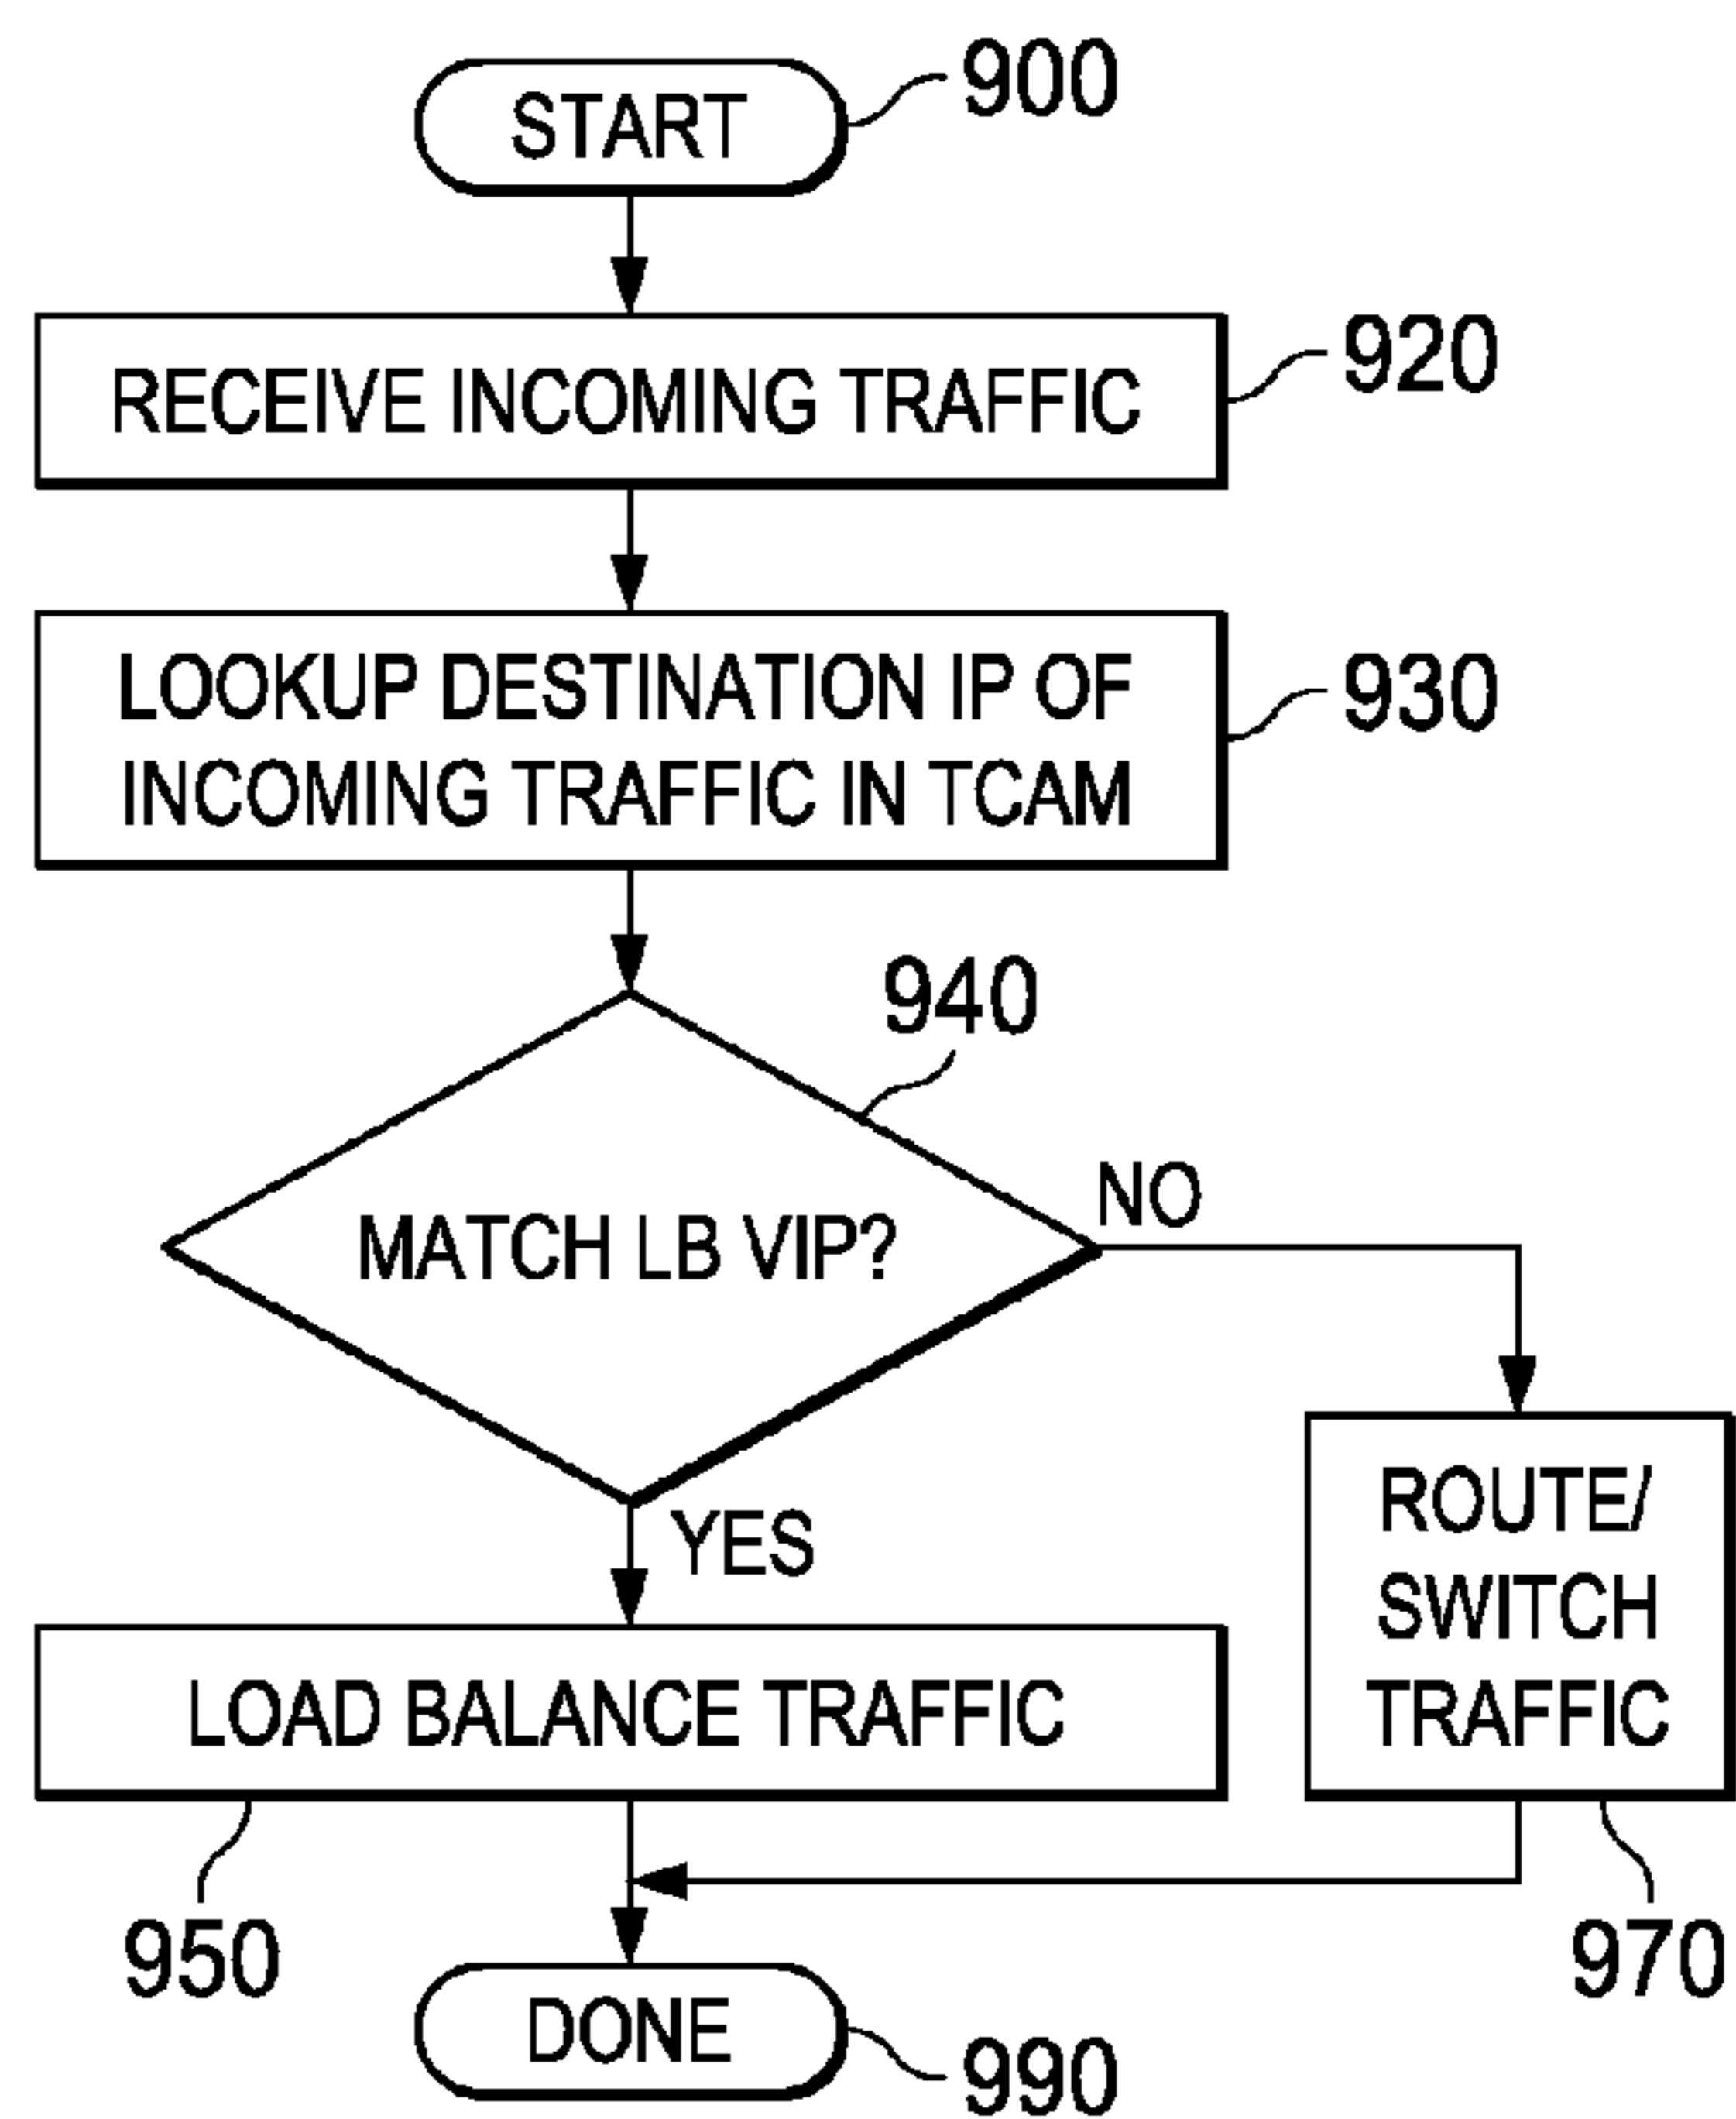 START
900
RECEIVE INCOMING TRAFFIC
920
LOOKUP DESTINATION IP OF
INCOMING TRAFFIC IN TCAM
930
940
MATCH LB VIP?
NO
YES
ROUTE/
SWITCH
TRAFFIC
LOAD BALANCE TRAFFIC
950
970
DONE
990